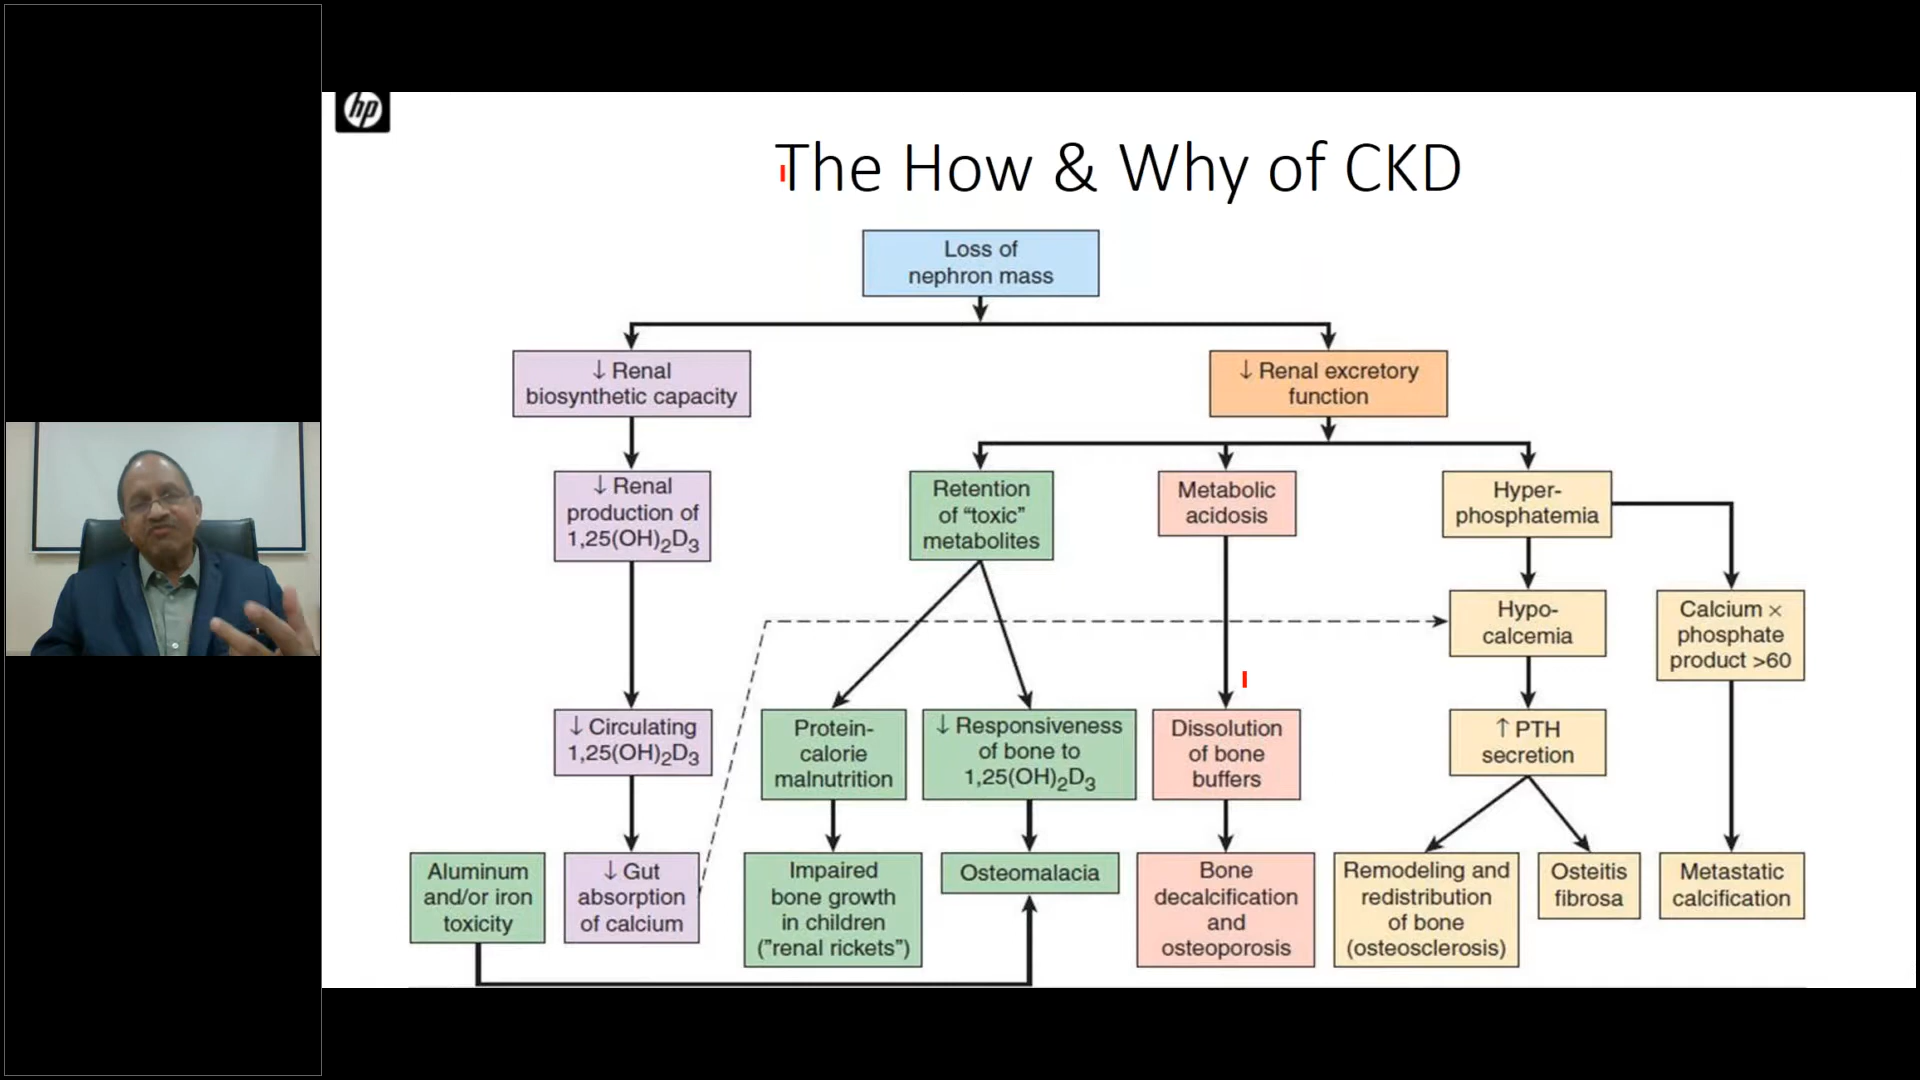 hp
The How & Why of CKD
Loss of
nephron mass
↓ Renal
biosynthetic capacity
↓ Renal excretory
function
↓ Renal
production of
1,25(OH)₂D₃
Retention
of “toxic”
metabolites
Metabolic
acidosis
Hyper-
phosphatemia
Hypo-
calcemia
Calcium ×
phosphate
product >60
↓ Circulating
1,25(OH)₂D₃
Protein-
calorie
malnutrition
↓ Responsiveness
of bone to
1,25(OH)₂D₃
Dissolution
of bone
buffers
↑ PTH
secretion
Aluminum
and/or iron
toxicity
↓ Gut
absorption
of calcium
Impaired
bone growth
in children
(”renal rickets”)
Osteomalacia
Bone
decalcification
and
osteoporosis
Remodeling and
redistribution
of bone
(osteosclerosis)
Osteitis
fibrosa
Metastatic
calcification